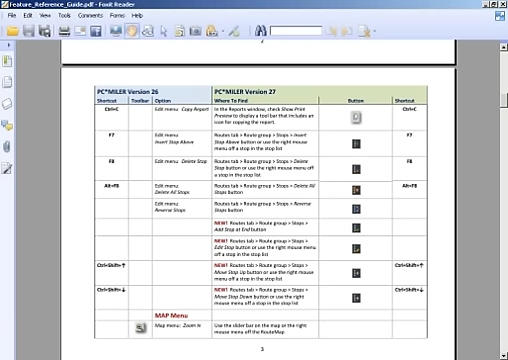 Feature_Reference_Guide.pdf - Foxit Reader
File Edit View Tools Comments Forms Help
PC*MILER Version 26 PC*MILER Version 27
Shortcut Toolbar Option Where To Find Button Shortcut
Ctrl+C Edit menu: Copy Report In the Reports window, check Show Print Ctrl+C
Preview to display a tool bar that includes an
icon for copying the report.
F7 Edit menu: Routes tab > Route group > Stops > Insert F7
Insert Stop Above Stop Above button or use the right mouse
menu off a stop in the stop list
F8 Edit menu: Delete Stop Routes tab > Route group > Stops > Delete F8
Stop button or use the right mouse menu off
a stop in the stop list
Alt+F8 Edit menu: Routes tab > Route group > Stops > Delete All Alt+F8
Delete All Stops Stops button
Edit menu: Routes tab > Route group > Stops > Reverse
Reverse Stops Stops button
NEW! Routes tab > Route group > Stops >
Add Stop at End button
NEW! Routes tab > Route group > Stops >
Edit Stop button or use the right mouse menu
off a stop in the stop list
Ctrl+Shift+↑ NEW! Routes tab > Route group > Stops > Ctrl+Shift+↑
Move Stop Up button or use the right mouse
menu off a stop in the stop list
Ctrl+Shift+↓ NEW! Routes tab > Route group > Stops > Ctrl+Shift+↓
Move Stop Down button or use the right
mouse menu off a stop in the stop list
MAP Menu
Map menu: Zoom In Use the slider bar on the map or the right
mouse menu off the RouteMap
3